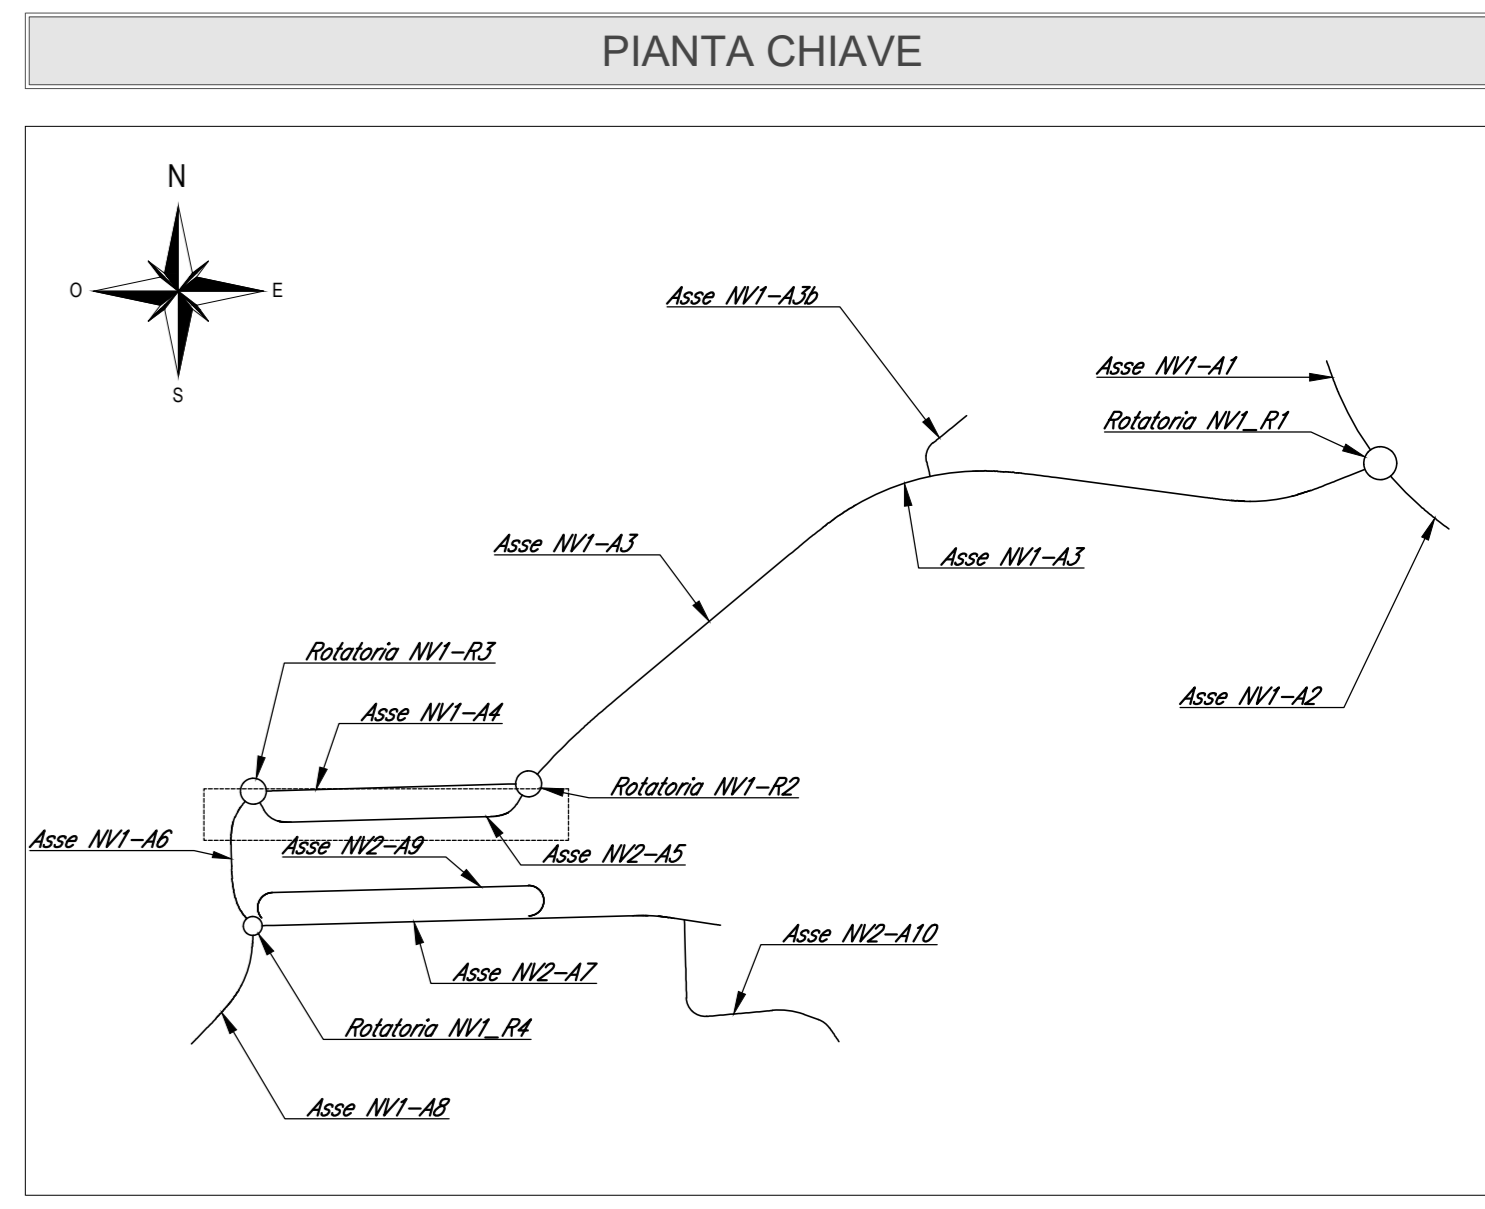 PIANTA CHIAVE
N
O
E
S
Asse NV1-A3b
Asse NV1-A1
Rotatoria NV1_R1
Asse NV1-A3
Asse NV1-A3
Rotatoria NV1-R3
Asse NV1-A2
Asse NV1-A4
Rotatoria NV1-R2
Asse NV1-A6
Asse NV2-A9
Asse NV2-A5
Asse NV2-A10
Asse NV2-A7
Rotatoria NV1_R4
Asse NV1-A8